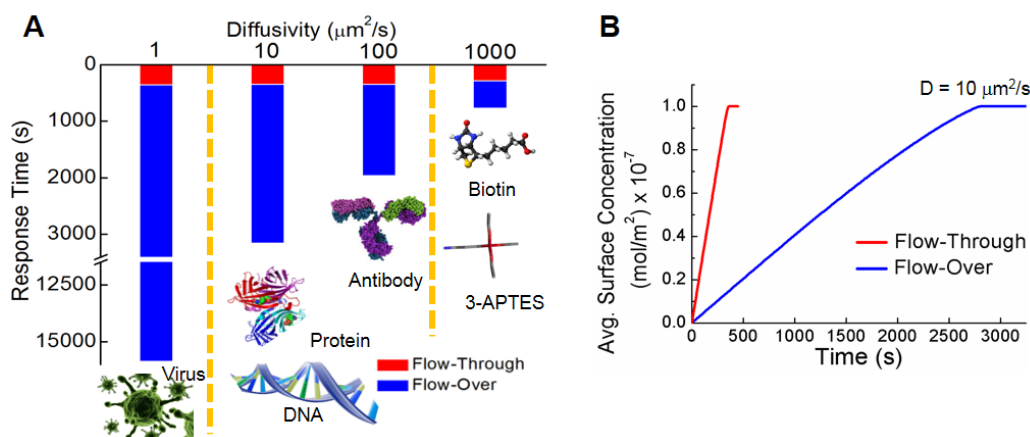 A
Diffusivity (μm²/s)
1 10 100 1000
Response Time (s)
0
1000
2000
3000
12500
15000
Virus
Protein
DNA
Antibody
Biotin
3-APTES
Flow-Through
Flow-Over
B
D = 10 μm²/s
Avg. Surface Concentration
(mol/m²) x 10⁻⁷
1.0
0.8
0.6
0.4
0.2
0.0
Flow-Through
Flow-Over
0 500 1000 1500 2000 2500 3000
Time (s)